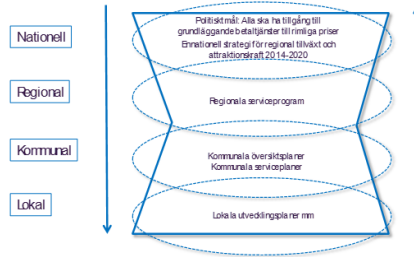 Nationell
Politiskt mål: Alla ska ha tillgång till
grundläggande betaltjänster till rimliga priser
En nationell strategi för regional tillväxt och
attraktionskraft 2014-2020
Regional
Regionala serviceprogram
Kommunal
Kommunala översiktsplaner
Kommunala serviceplaner
Lokal
Lokala utvecklingsplaner mm